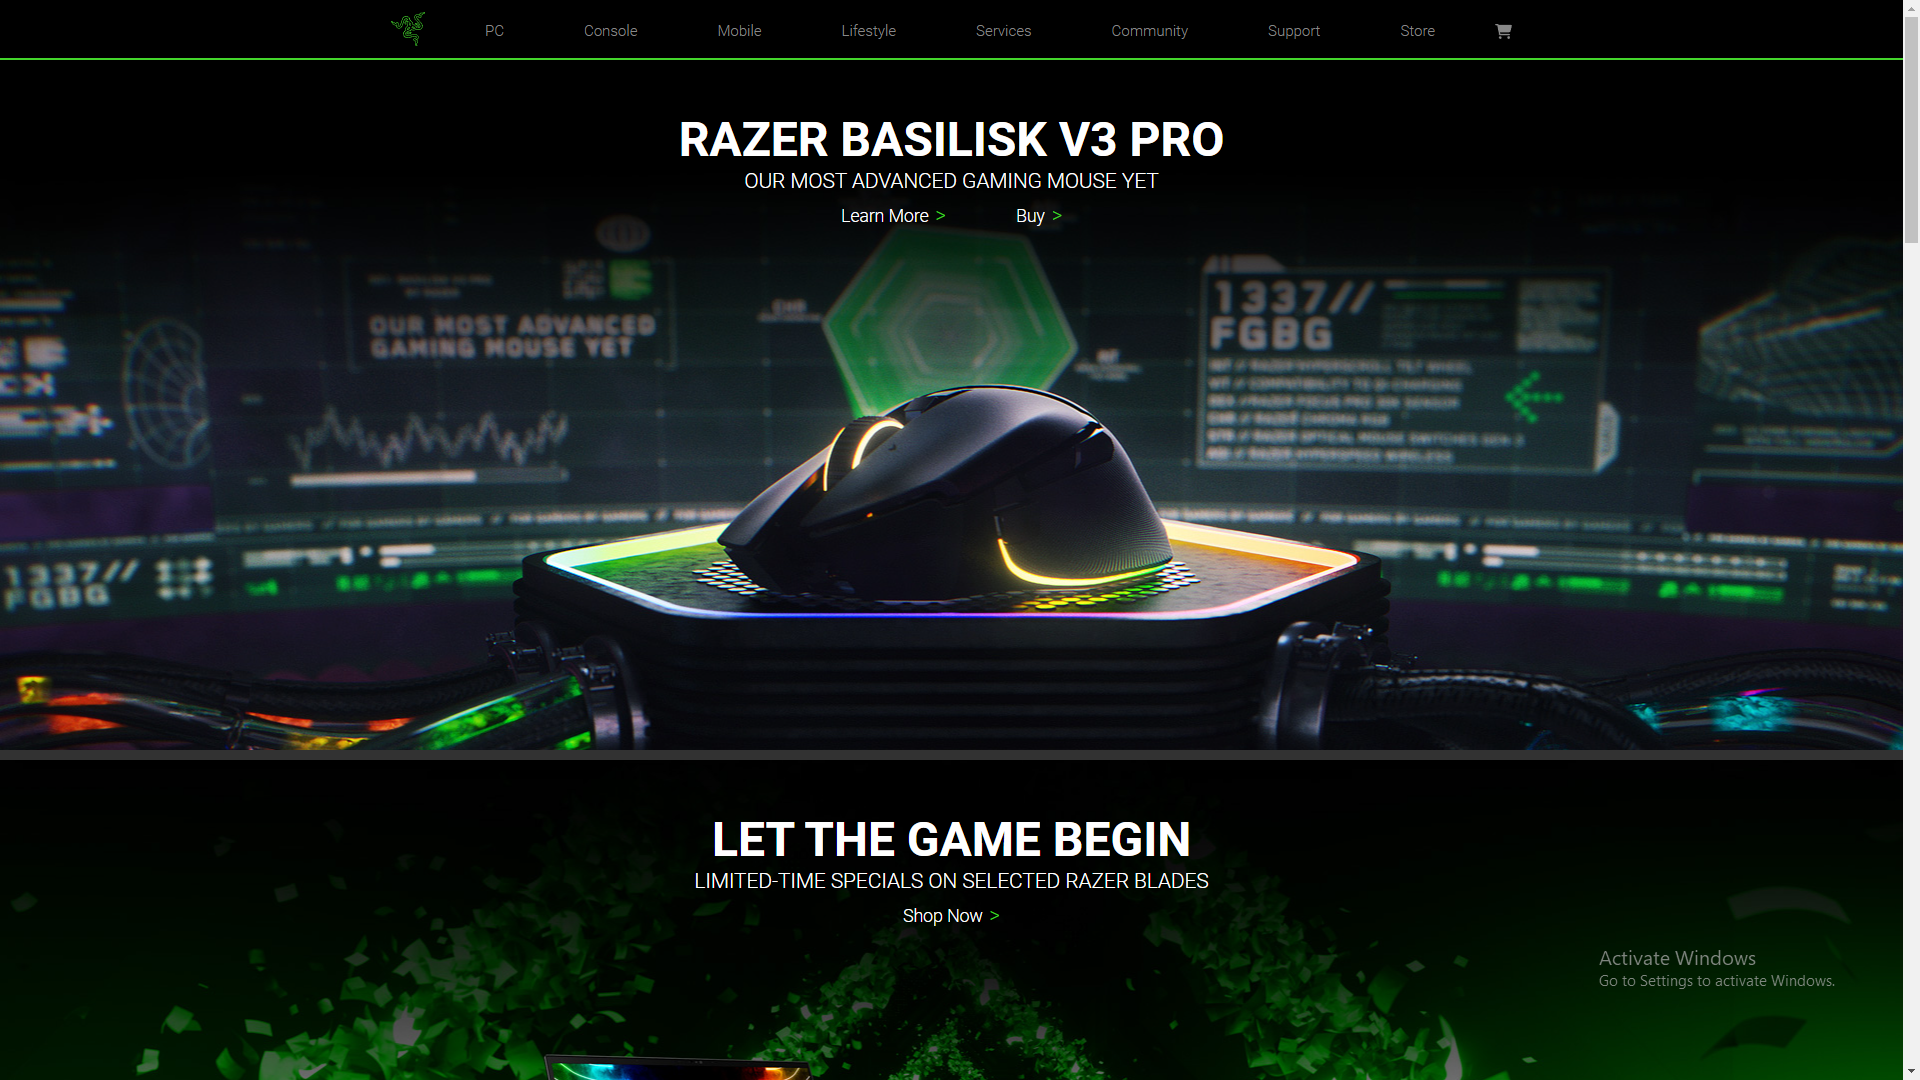 PC
Console
Mobile
Lifestyle
Services
Community
Support
Store
RAZER BASILISK V3 PRO
OUR MOST ADVANCED GAMING MOUSE YET
Learn More >
Buy >
OUR MOST ADVANCED
GAMING MOUSE YET
1337//
FGBG
1337//
FGBG
LET THE GAME BEGIN
LIMITED-TIME SPECIALS ON SELECTED RAZER BLADES
Shop Now >
Activate Windows
Go to Settings to activate Windows.